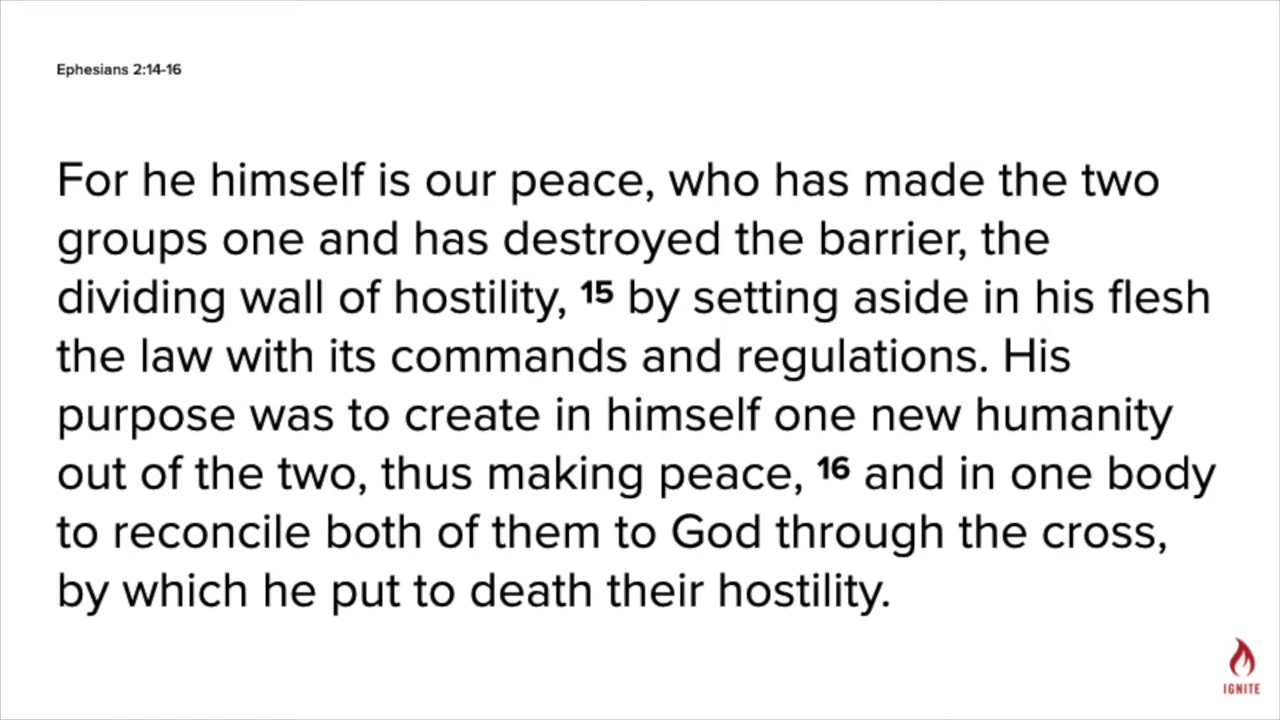 Ephesians 2:14-16
For he himself is our peace, who has made the two
groups one and has destroyed the barrier, the
dividing wall of hostility, 15 by setting aside in his flesh
the law with its commands and regulations. His
purpose was to create in himself one new humanity
out of the two, thus making peace, 16 and in one body
to reconcile both of them to God through the cross,
by which he put to death their hostility.
IGNITE